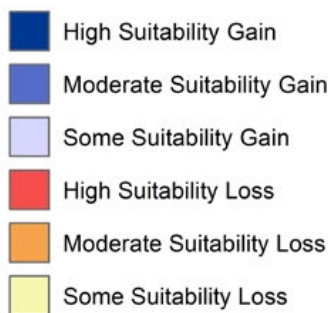 High Suitability Gain
Moderate Suitability Gain
Some Suitability Gain
High Suitability Loss
Moderate Suitability Loss
Some Suitability Loss